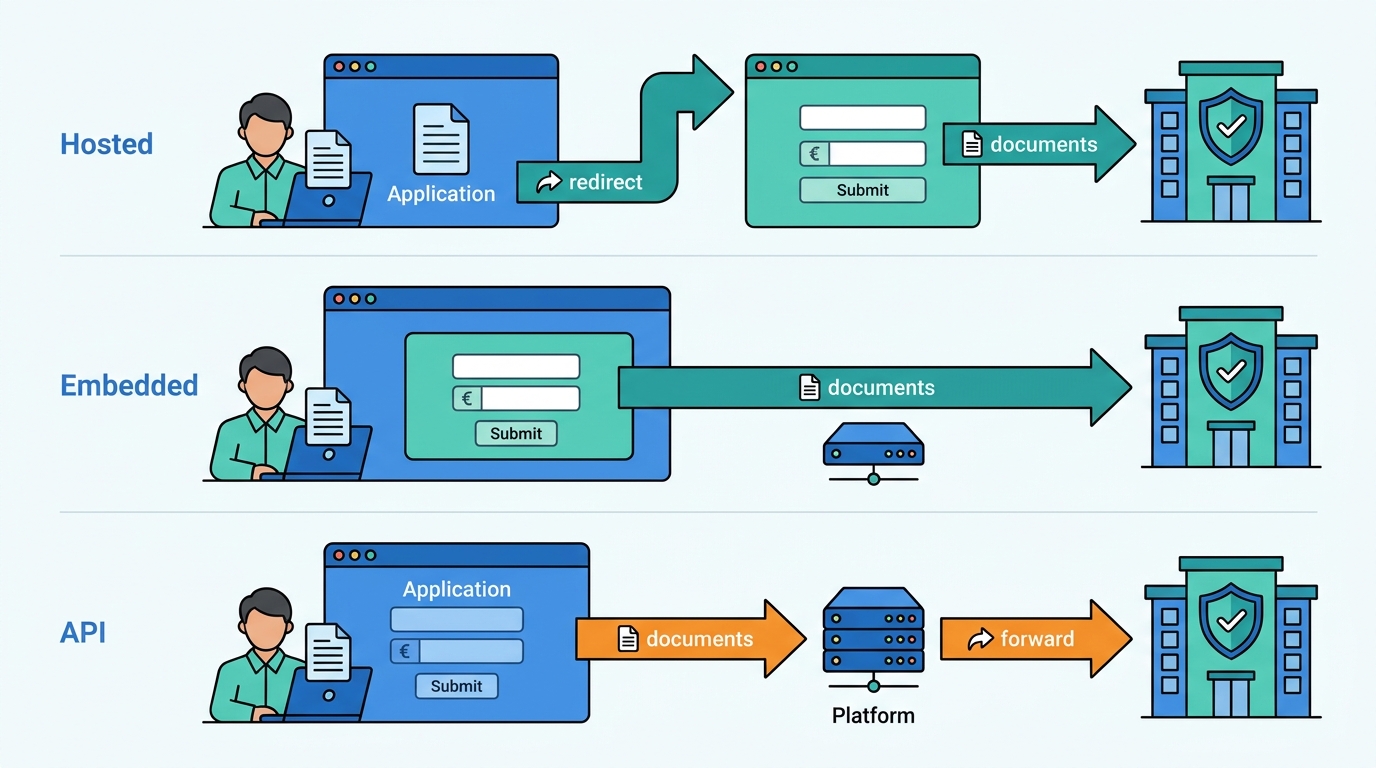 Hosted
Application
redirect
€
Submit
documents
Embedded
€
Submit
documents
API
Application
€
Submit
documents
Platform
forward